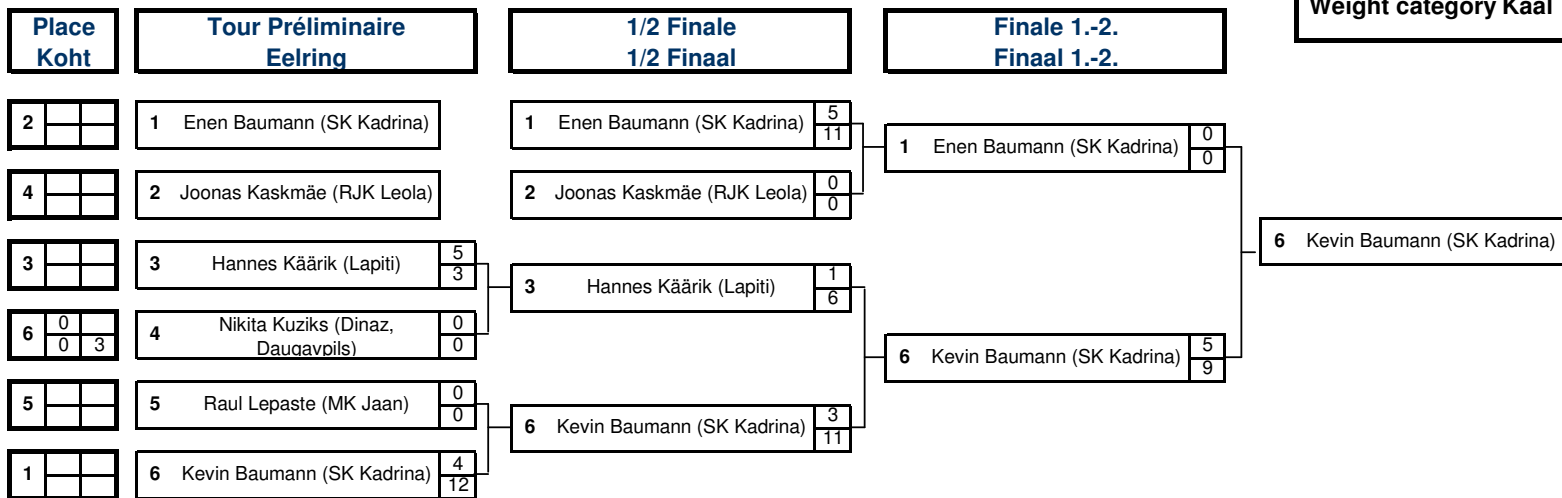 Weight category Kaal
Place
Koht
Tour Préliminaire
Eelring
1/2 Finale
1/2 Finaal
Finale 1.-2.
Finaal 1.-2.
2
1 Enen Baumann (SK Kadrina)
1 Enen Baumann (SK Kadrina) 5
11
1 Enen Baumann (SK Kadrina) 0
0
4
2 Joonas Kaskmäe (RJK Leola)
2 Joonas Kaskmäe (RJK Leola) 0
0
6 Kevin Baumann (SK Kadrina)
3
3 Hannes Käärik (Lapiti) 5
3
3 Hannes Käärik (Lapiti) 1
6
6 0
0 3
4 Nikita Kuziks (Dinaz,
Daugavpils)
0
0
6 Kevin Baumann (SK Kadrina) 5
9
5
5 Raul Lepaste (MK Jaan) 0
0
6 Kevin Baumann (SK Kadrina) 3
11
1
6 Kevin Baumann (SK Kadrina) 4
12